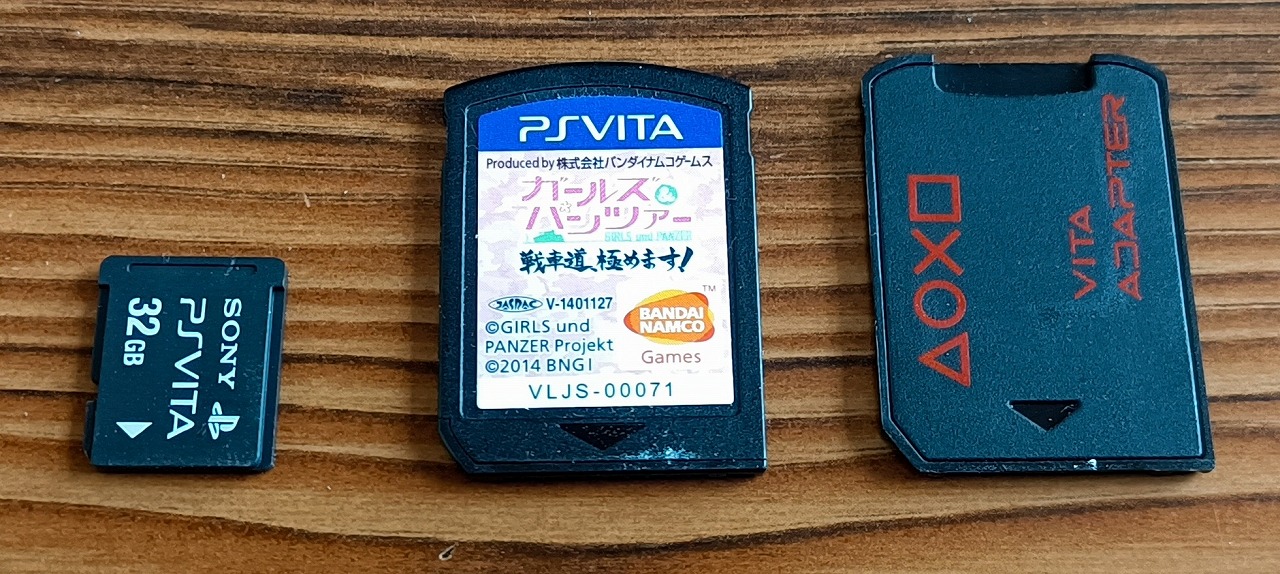 SONY
PSVITA
32GB
PSVITA
Produced by 株式会社バンダイナムコゲームス
ガールズ&
パンツァー
GIRLS und PANZER
戦車道、極めます!
JASRAC V-1401127
©GIRLS und
PANZER Projekt
©2014 BNGI
BANDAI
NAMCO
TM
Games
VLJS-00071
VITA
ADAPTER